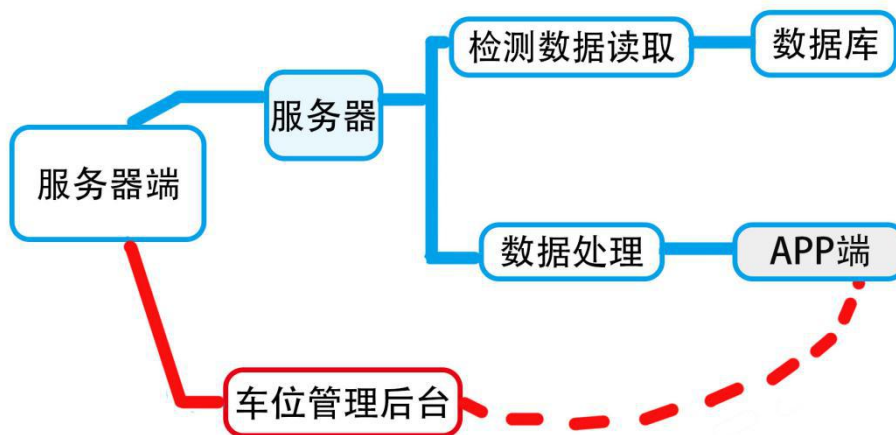 检测数据读取
数据库
服务器
服务器端
数据处理
APP端
车位管理后台